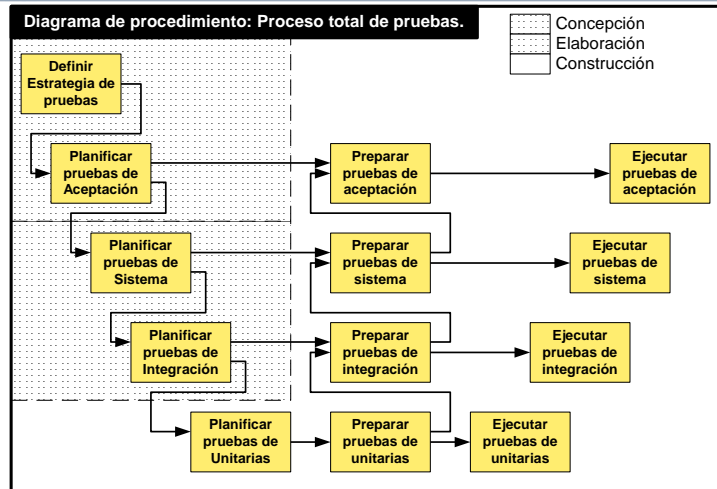 Diagrama de procedimiento: Proceso total de pruebas.
Concepción
Elaboración
Construcción
Definir
Estrategia de
pruebas
Planificar
pruebas de
Aceptación
Preparar
pruebas de
aceptación
Ejecutar
pruebas de
aceptación
Planificar
pruebas de
Sistema
Preparar
pruebas de
sistema
Ejecutar
pruebas de
sistema
Planificar
pruebas de
Integración
Preparar
pruebas de
integración
Ejecutar
pruebas de
integración
Planificar
pruebas de
Unitarias
Preparar
pruebas de
unitarias
Ejecutar
pruebas de
unitarias